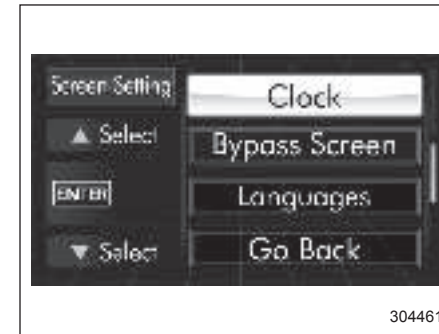 Screen Setting
Clock
▲ Select
Bypass Screen
ENTER
Languages
▼ Select
Go Back
304461